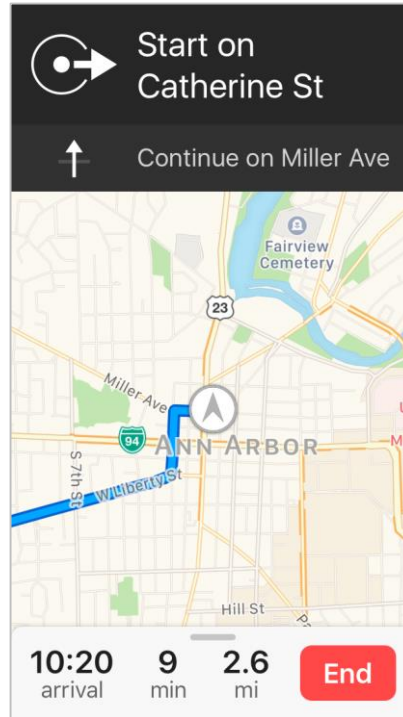 Start on
Catherine St
Continue on Miller Ave
Fairview
Cemetery
23
Miller Ave
94
ANN ARBOR
S 7th St
W Liberty St
Hill St
10:20 9 2.6 End
arrival min mi